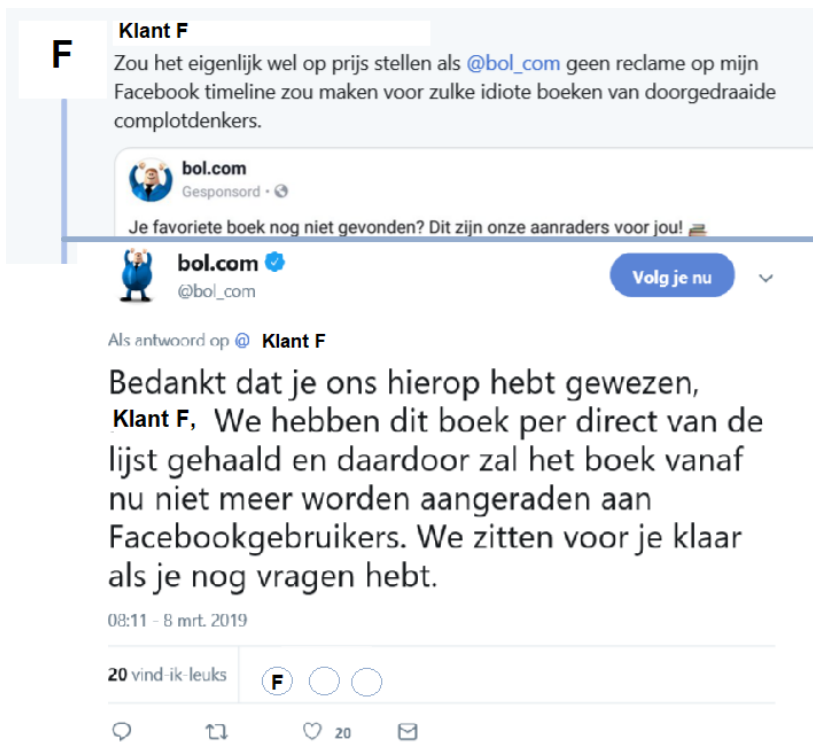 F
Klant F
Zou het eigenlijk wel op prijs stellen als @bol_com geen reclame op mijn
Facebook timeline zou maken voor zulke idiote boeken van doorgedraaide
complotdenkers.
bol.com
Gesponsord ·
Je favoriete boek nog niet gevonden? Dit zijn onze aanraders voor jou!
bol.com
@bol_com
Volg je nu
Als antwoord op @ Klant F
Bedankt dat je ons hierop hebt gewezen,
Klant F, We hebben dit boek per direct van de
lijst gehaald en daardoor zal het boek vanaf
nu niet meer worden aangeraden aan
Facebookgebruikers. We zitten voor je klaar
als je nog vragen hebt.
08:11 - 8 mrt. 2019
20 vind-ik-leuks
F
20